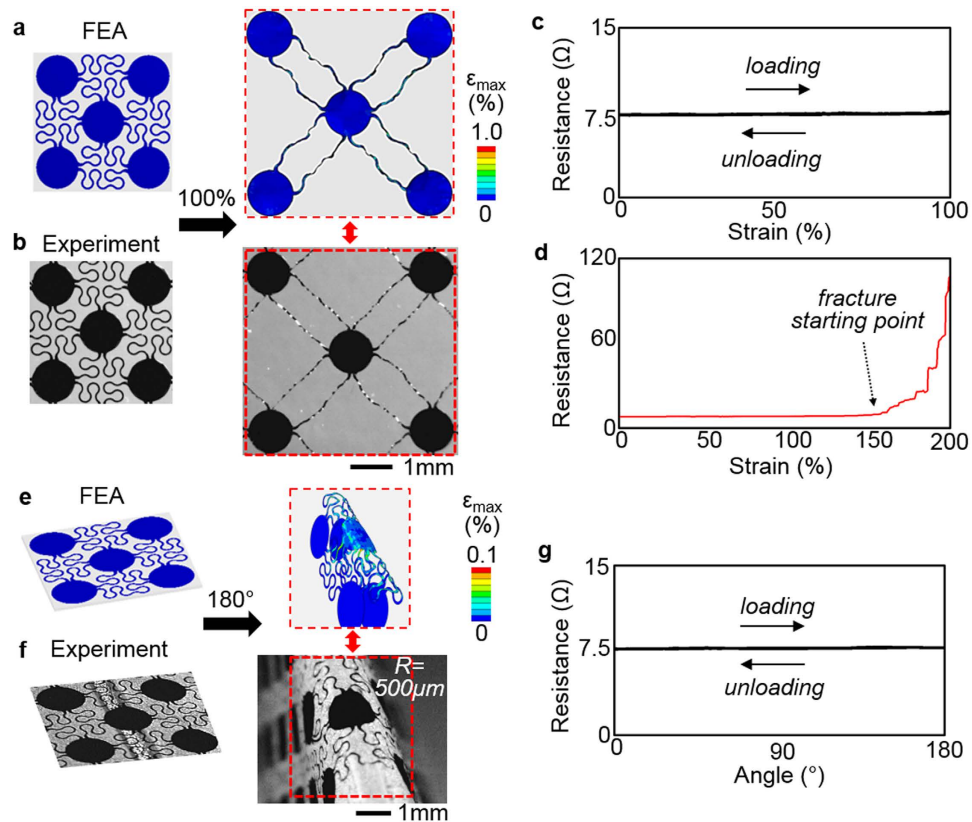 a
FEA
ε_max
(%)
1.0
0
100%
b
Experiment
1mm
c
15
7.5
0
Resistance (Ω)
loading
unloading
0
50
100
Strain (%)
d
120
60
0
Resistance (Ω)
fracture
starting point
0
50
100
150
200
Strain (%)
e
FEA
ε_max
(%)
0.1
0
180°
f
Experiment
R=
500μm
1mm
g
15
7.5
0
Resistance (Ω)
loading
unloading
0
90
180
Angle (°)